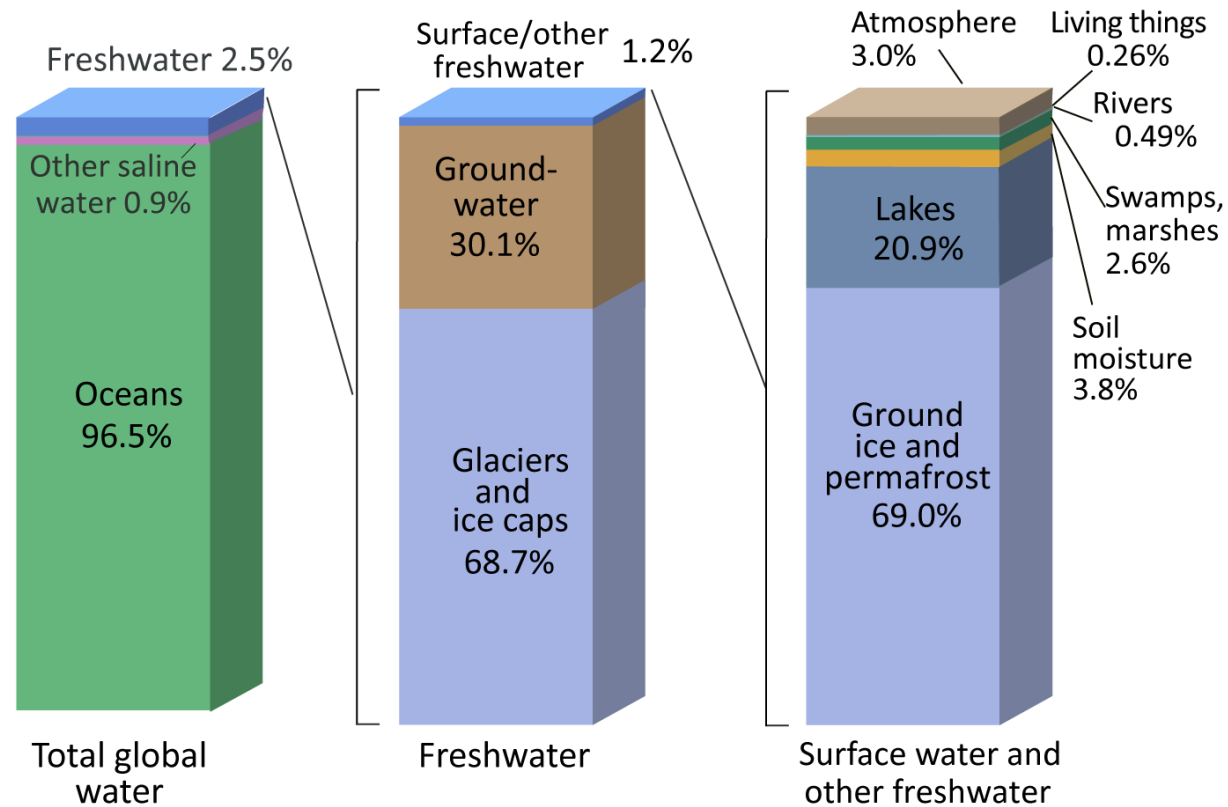 Freshwater 2.5%
Other saline
water 0.9%
Oceans
96.5%
Total global
water
Surface/other
freshwater
1.2%
Ground-
water
30.1%
Glaciers
and
ice caps
68.7%
Freshwater
Atmosphere
3.0%
Living things
0.26%
Rivers
0.49%
Swamps,
marshes
2.6%
Soil
moisture
3.8%
Lakes
20.9%
Ground
ice and
permafrost
69.0%
Surface water and
other freshwater